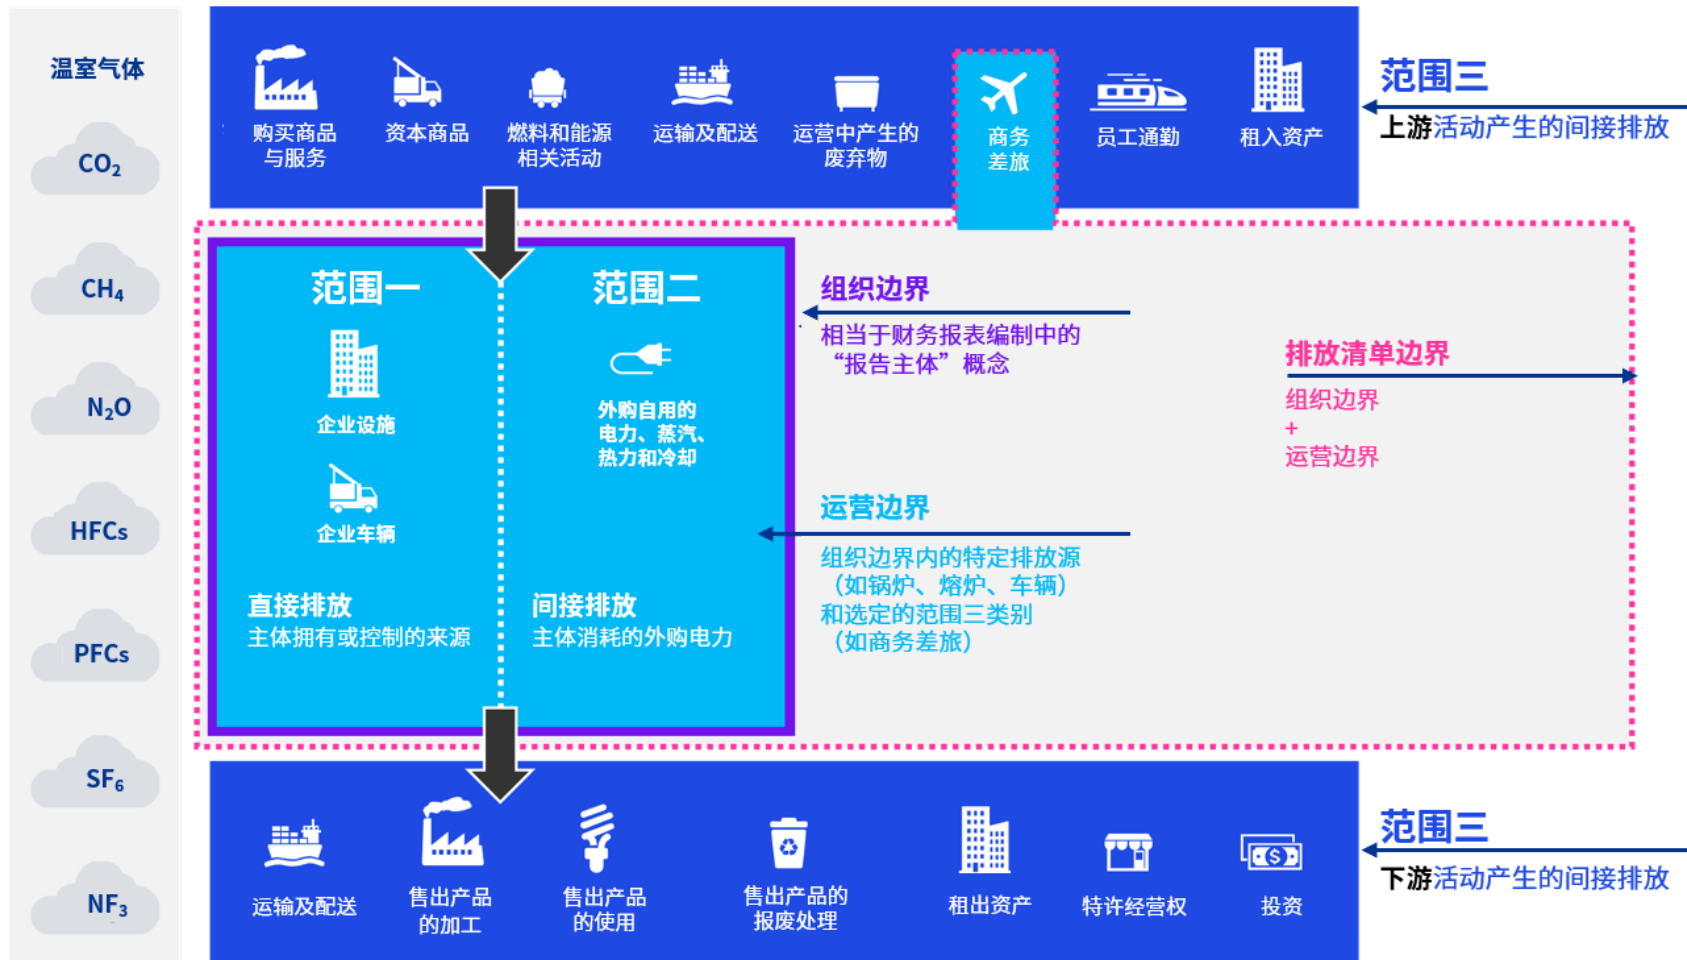 温室气体
CO₂
CH₄
N₂O
HFCs
PFCs
SF₆
NF₃
购买商品
与服务
资本商品
燃料和能源
相关活动
运输及配送
运营中产生的
废弃物
商务
差旅
员工通勤
租入资产
范围三
上游活动产生的间接排放
范围一
企业设施
企业车辆
直接排放
主体拥有或控制的来源
范围二
外购自用的
电力、蒸汽、
热力和冷却
间接排放
主体消耗的外购电力
组织边界
相当于财务报表编制中的
“报告主体”概念
运营边界
组织边界内的特定排放源
（如锅炉、熔炉、车辆）
和选定的范围三类别
（如商务差旅）
排放清单边界
组织边界
+
运营边界
运输及配送
售出产品
的加工
售出产品
的使用
售出产品的
报废处理
租出资产
特许经营权
$
投资
范围三
下游活动产生的间接排放